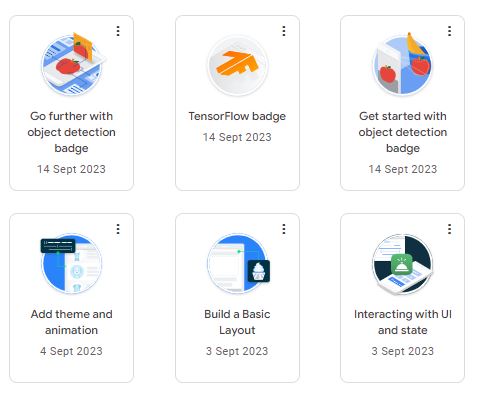 Go further with
object detection
badge
14 Sept 2023
TensorFlow badge
14 Sept 2023
Get started with
object detection
badge
14 Sept 2023
Add theme and
animation
4 Sept 2023
Build a Basic
Layout
3 Sept 2023
Interacting with UI
and state
3 Sept 2023